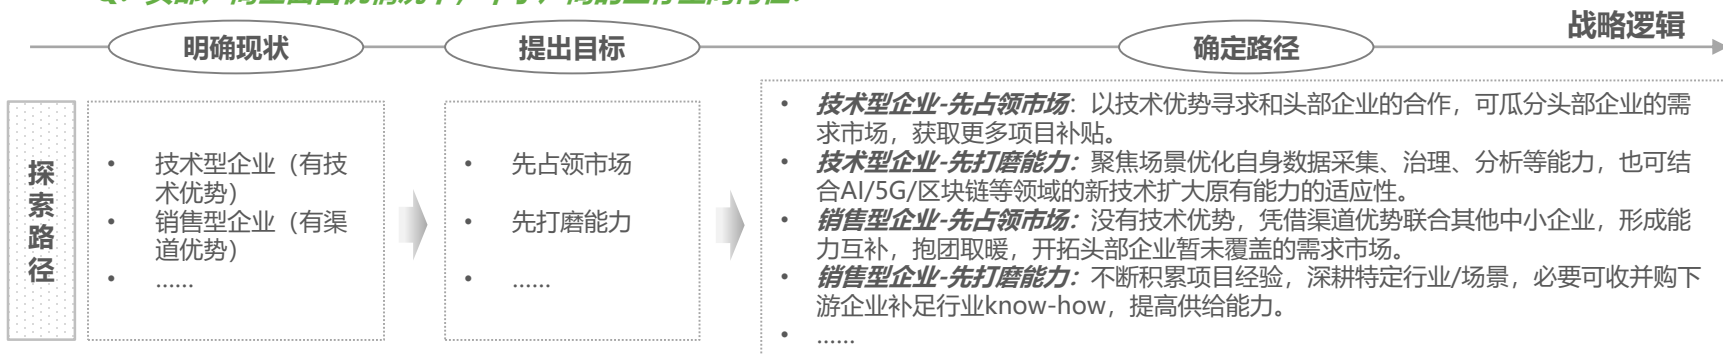 战略逻辑
明确现状
提出目标
确定路径
探索路径
• 技术型企业（有技
术优势）
• 销售型企业（有渠
道优势）
• ……
• 先占领市场
• 先打磨能力
• ……
• 技术型企业-先占领市场：以技术优势寻求和头部企业的合作，可瓜分头部企业的需
求市场，获取更多项目补贴。
• 技术型企业-先打磨能力：聚焦场景优化自身数据采集、治理、分析等能力，也可结
合AI/5G/区块链等领域的新技术扩大原有能力的适应性。
• 销售型企业-先占领市场：没有技术优势，凭借渠道优势联合其他中小企业，形成能
力互补，抱团取暖，开拓头部企业暂未覆盖的需求市场。
• 销售型企业-先打磨能力：不断积累项目经验，深耕特定行业/场景，必要可收并购下
游企业补足行业know-how，提高供给能力。
• ……